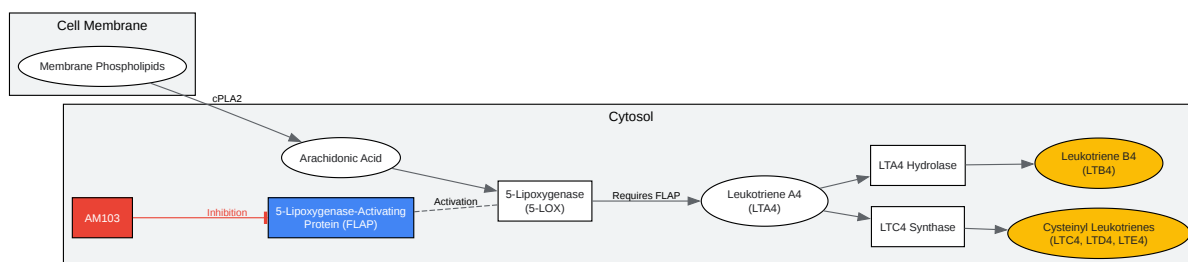 Cell Membrane
Membrane Phospholipids
cPLA2
Cytosol
Arachidonic Acid
AM103
Inhibition
5-Lipoxygenase-Activating
Protein (FLAP)
Activation
5-Lipoxygenase
(5-LOX)
Requires FLAP
Leukotriene A4
(LTA4)
LTA4 Hydrolase
Leukotriene B4
(LTB4)
LTC4 Synthase
Cysteinyl Leukotrienes
(LTC4, LTD4, LTE4)